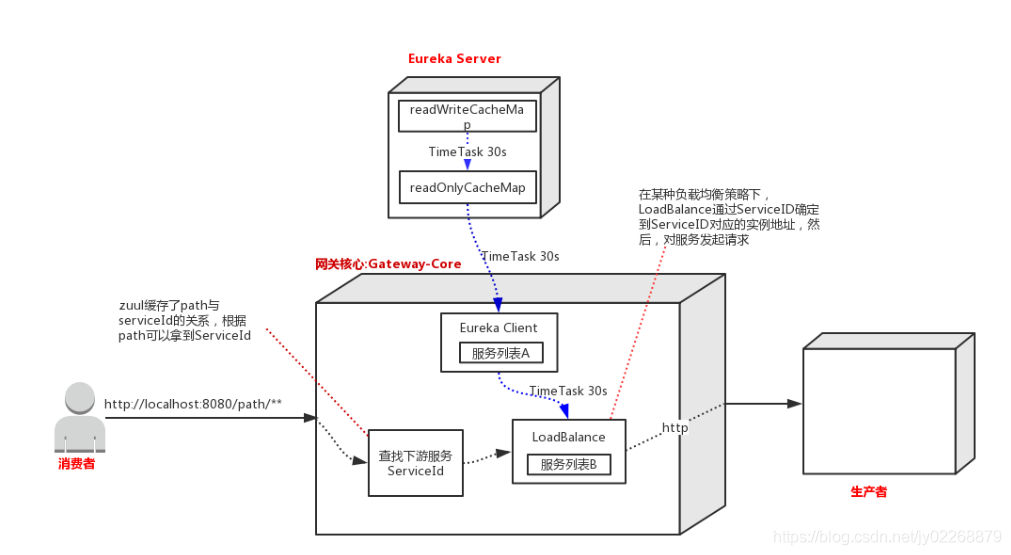 Eureka Server
readWriteCacheMa
p
TimeTask 30s
readOnlyCacheMap
在某种负载均衡策略下，
LoadBalance通过ServiceID确定
到ServiceID对应的实例地址，然
后，对服务发起请求
TimeTask 30s
网关核心:Gateway-Core
zuul缓存了path与
serviceId的关系，根据
path可以拿到ServiceId
Eureka Client
服务列表A
TimeTask 30s
http://localhost:8080/path/**
消费者
查找下游服务
ServiceId
LoadBalance
服务列表B
http
生产者
https://blog.csdn.net/jy02268879